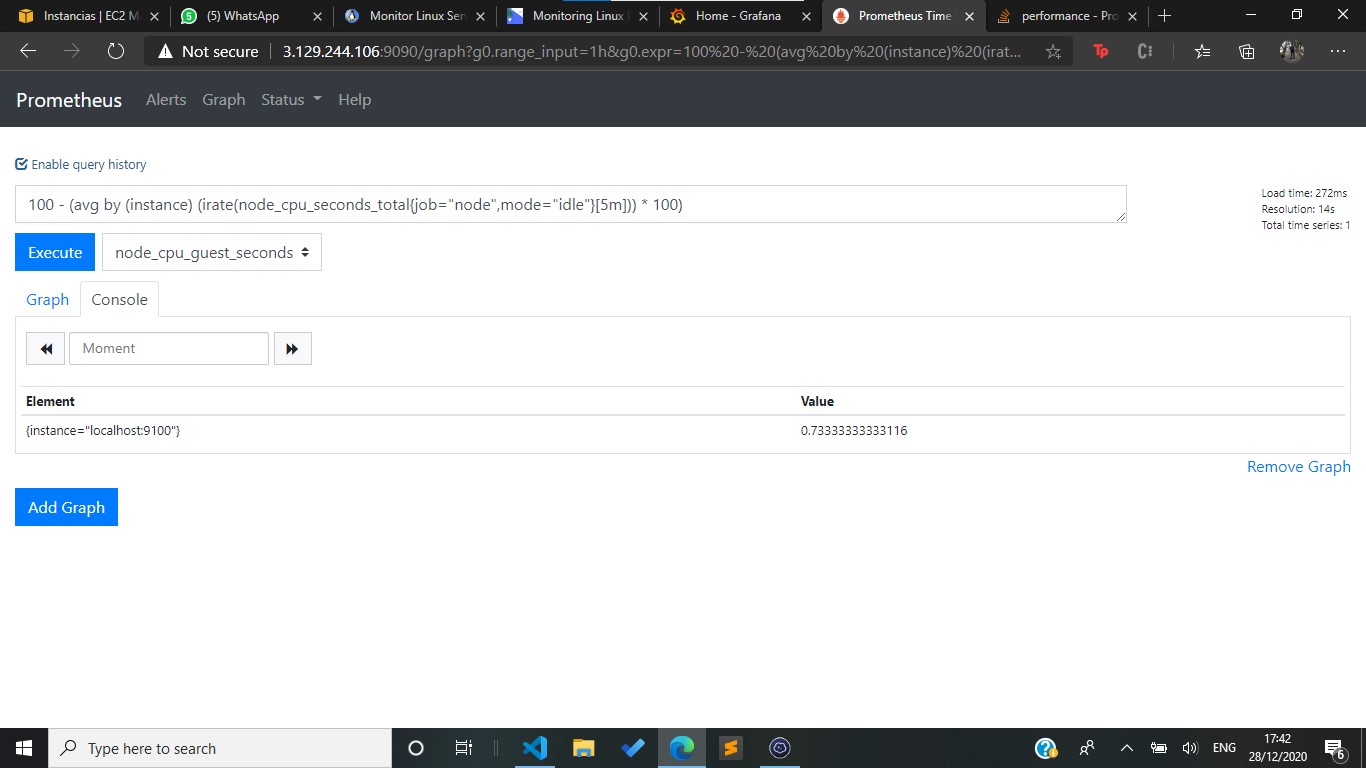 Instancias | EC2 M
(5) WhatsApp
Monitor Linux Ser
Monitoring Linux
Home - Grafana
Prometheus Time
performance - Pro
Not secure
3.129.244.106:9090/graph?g0.range_input=1h&g0.expr=100%20-%20(avg%20by%20(instance)%20(irat...
Prometheus
Alerts
Graph
Status
Help
Enable query history
100 - (avg by (instance) (irate(node_cpu_seconds_total{job="node",mode="idle"}[5m])) * 100)
Load time: 272ms
Resolution: 14s
Total time series: 1
Execute
node_cpu_guest_seconds
Graph
Console
Moment
Element
Value
{instance="localhost:9100"}
0.73333333333116
Remove Graph
Add Graph
Type here to search
ENG
17:42
28/12/2020
6